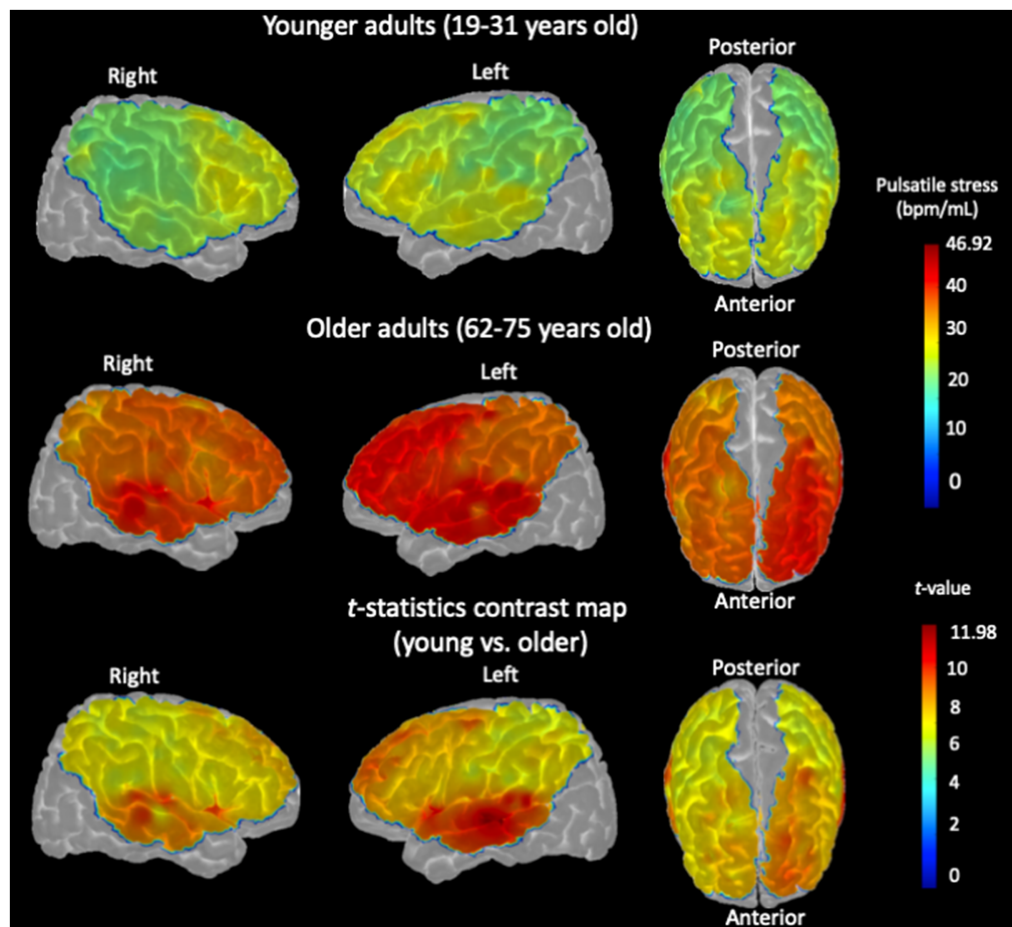 Younger adults (19-31 years old)
Right
Left
Posterior
Anterior
Pulsatile stress
(bpm/mL)
46.92
40
30
20
10
0
Older adults (62-75 years old)
Right
Left
Posterior
Anterior
t-statistics contrast map
(young vs. older)
Right
Left
Posterior
Anterior
t-value
11.98
10
8
6
4
2
0